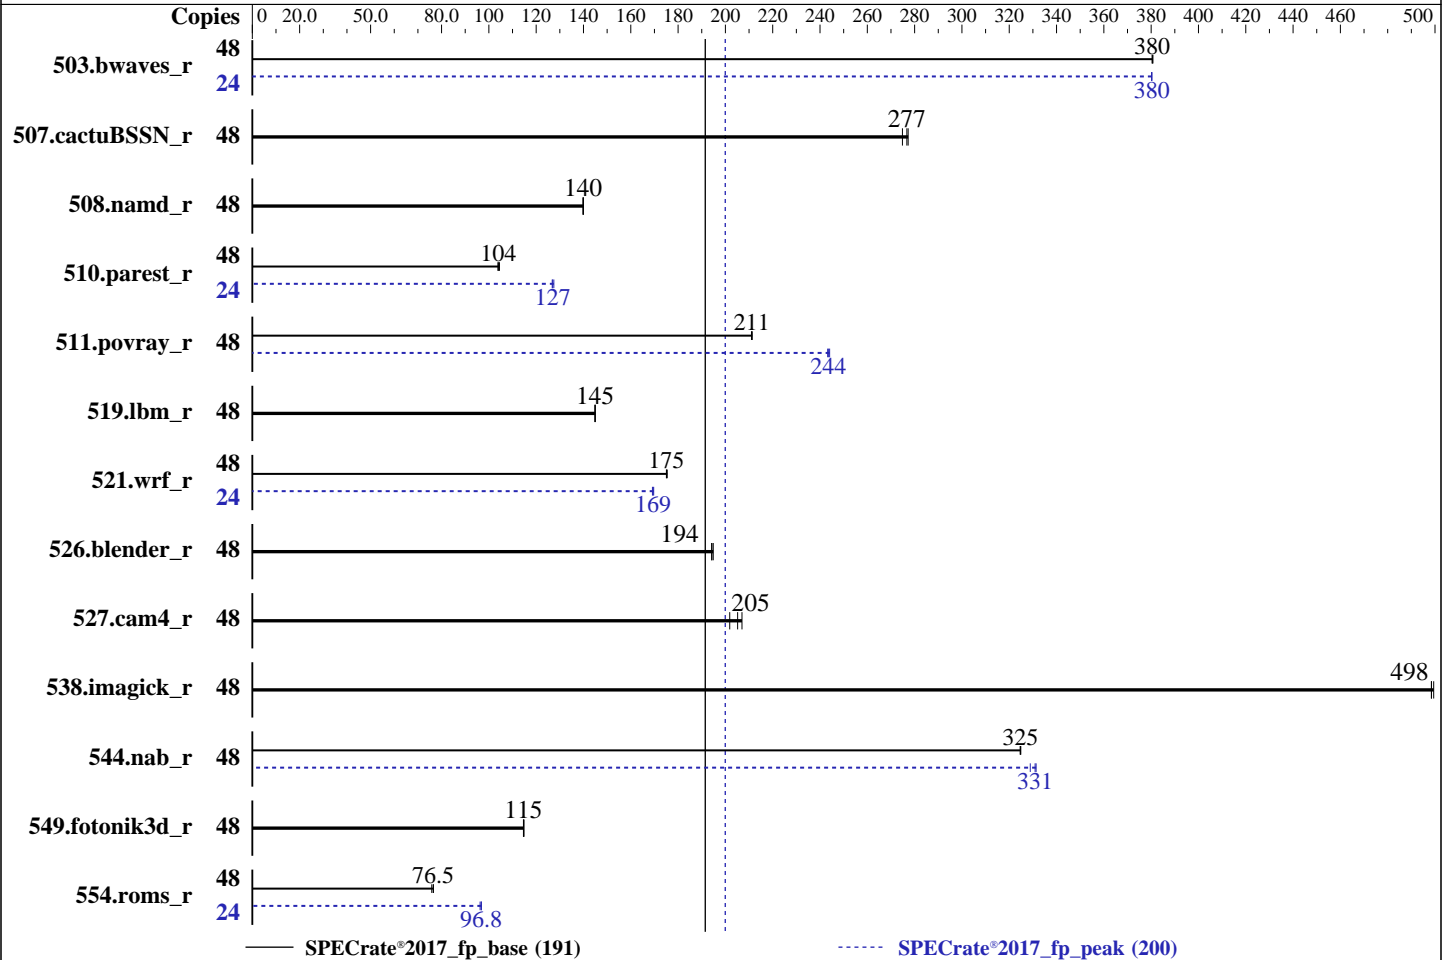 Copies 0 20.0 50.0 80.0 100 120 140 160 180 200 220 240 260 280 300 320 340 360 380 400 420 440 460 500
503.bwaves_r 48 380
24 380
507.cactuBSSN_r 48 277
508.namd_r 48 140
510.parest_r 48 104
24 127
511.povray_r 48 211
244
519.lbm_r 48 145
521.wrf_r 48 175
24 169
526.blender_r 48 194
527.cam4_r 48 205
538.imagick_r 48 498
544.nab_r 48 325
331
549.fotonik3d_r 48 115
554.roms_r 48 76.5
24 96.8
SPECrate®2017_fp_base (191) SPECrate®2017_fp_peak (200)